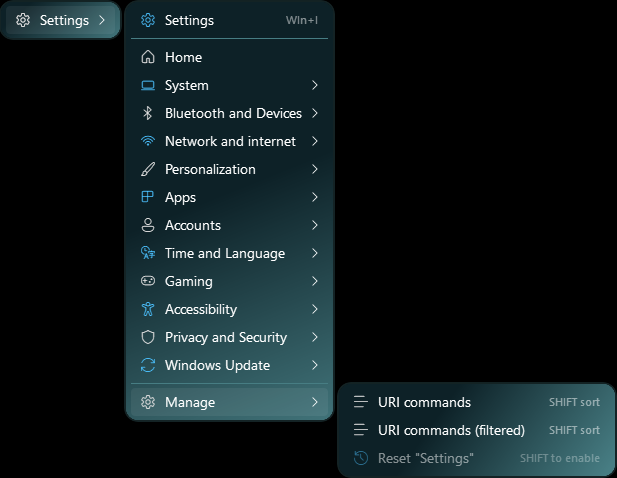 Settings
Settings Win+I
Home
System
Bluetooth and Devices
Network and internet
Personalization
Apps
Accounts
Time and Language
Gaming
Accessibility
Privacy and Security
Windows Update
Manage
URI commands SHIFT sort
URI commands (filtered) SHIFT sort
Reset "Settings" SHIFT to enable